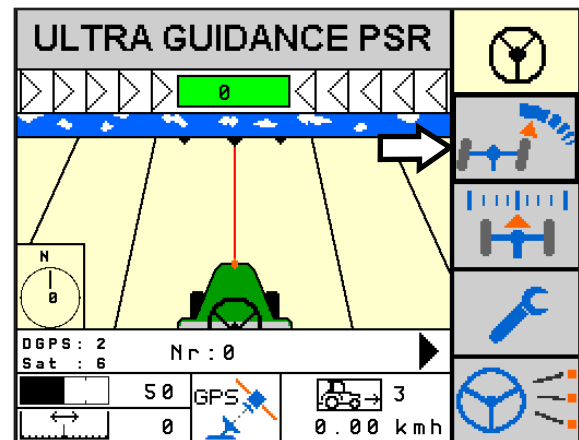 ULTRA GUIDANCE PSR
0
N
0
DGPS: 2
Sat : 6
Nr:0
50
GPS
3
0
0.00 kmh